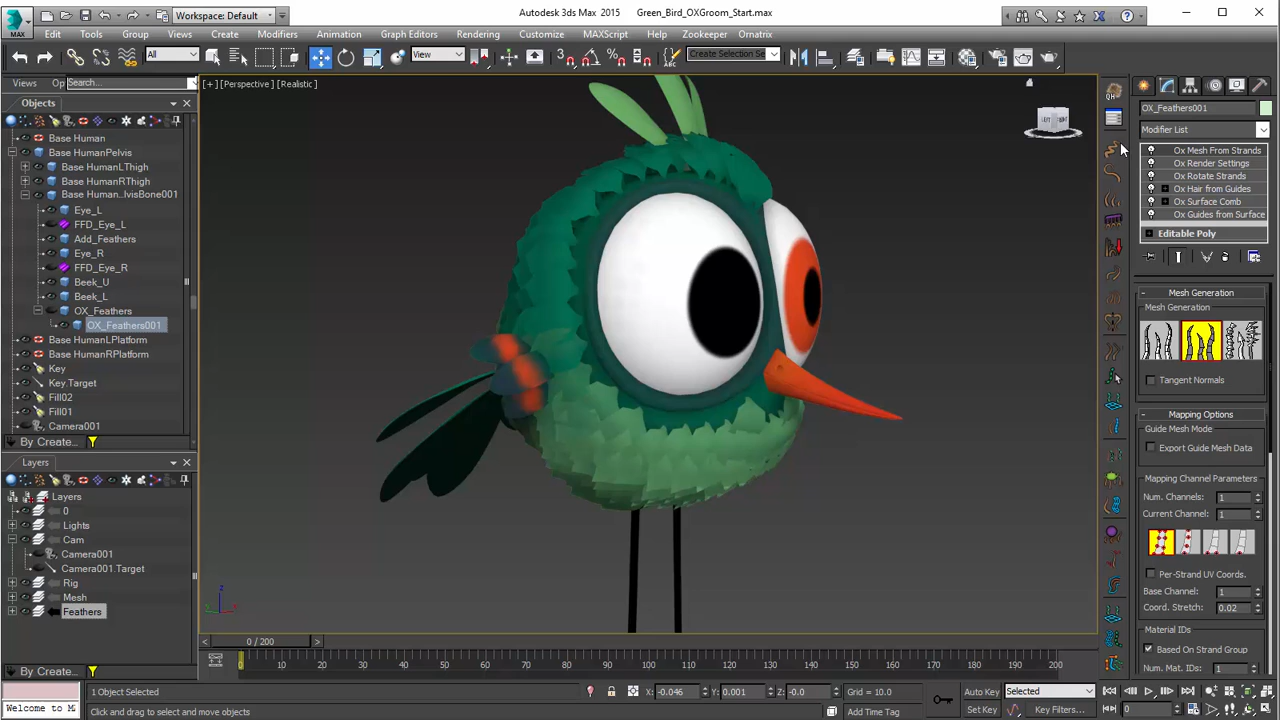 Workspace: Default
Autodesk 3ds Max 2015 Green_Bird_OXGroom_Start.max
MAX
Edit Tools Group Views Create Modifiers Animation Graph Editors Rendering Customize MAXScript Help Zookeeper Ornatrix
All
View
Create Selection Se
Views Op Search...
[+] [Perspective] [Realistic]
Objects
Base Human
Base HumanPelvis
Base HumanLThigh
Base HumanRThigh
Base Human..lvisBone001
Eye_L
FFD_Eye_L
Add_Feathers
Eye_R
FFD_Eye_R
Beek_U
Beek_L
OX_Feathers
OX_Feathers001
Base HumanLPlatform
Base HumanRPlatform
Key
Key.Target
Fill02
Fill01
Camera001
By Create...
Layers
Layers
0
Lights
Cam
Camera001
Camera001.Target
Rig
Mesh
Feathers
By Create...
OX_Feathers001
Modifier List
Ox Mesh From Strands
Ox Render Settings
Ox Rotate Strands
Ox Hair from Guides
Ox Surface Comb
Ox Guides from Surface
Editable Poly
Mesh Generation
Mesh Generation
Tangent Normals
Mapping Options
Guide Mesh Mode
Export Guide Mesh Data
Mapping Channel Parameters
Num. Channels: 1
Current Channel: 1
Per-Strand UV Coords.
Base Channel: 1
Coord. Stretch: 0.02
Material IDs
Based On Strand Group
Num. Mat. IDs: 1
0 / 200
0 10 20 30 40 50 60 70 80 90 100 110 120 130 140 150 160 170 180 190 200
1 Object Selected X: -0.046 Y: 0.001 Z: -0.0 Grid = 10.0 Auto Key Selected
Welcome to M Click and drag to select and move objects Add Time Tag Set Key Key Filters... 0